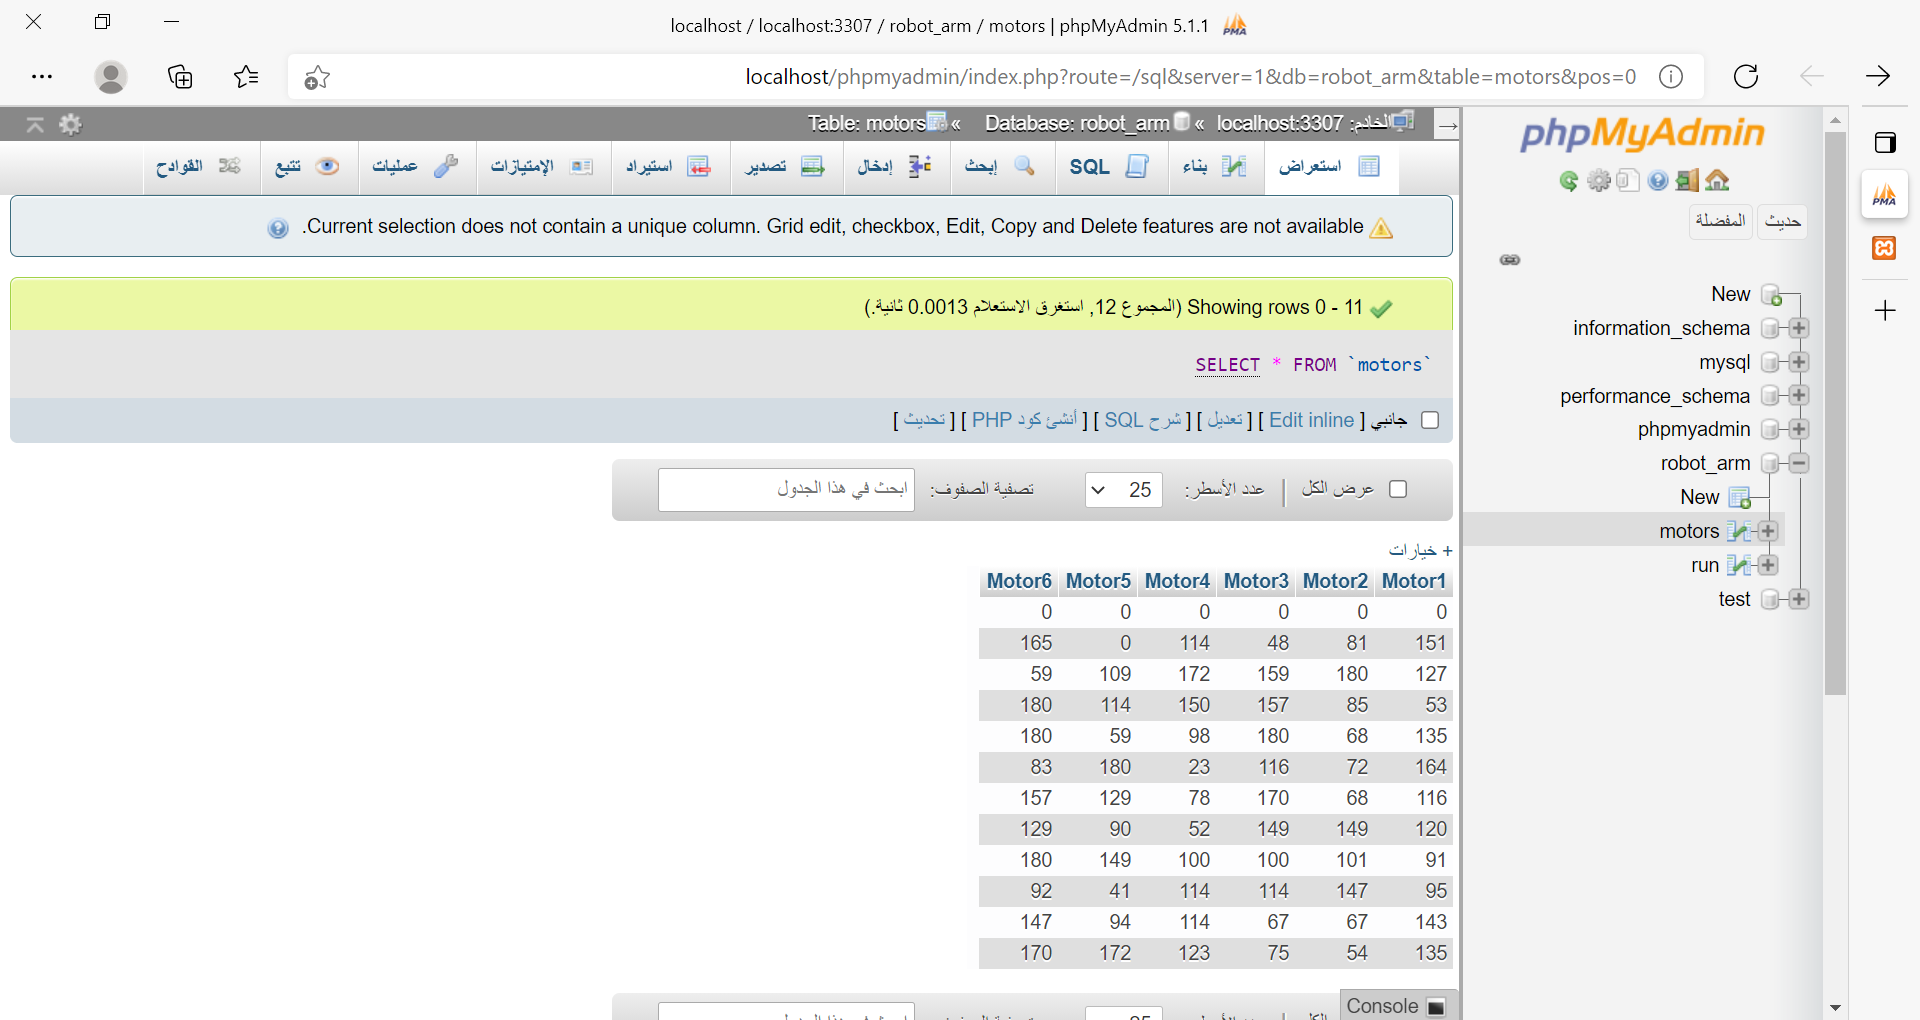 localhost / localhost:3307 / robot_arm / motors | phpMyAdmin 5.1.1
localhost/phpmyadmin/index.php?route=/sql&server=1&db=robot_arm&table=motors&pos=0
الخادم: localhost:3307 » Database: robot_arm » Table: motors
استعراض بناء SQL إبحث إدخال تصدير استيراد الإمتيازات عمليات تتبع القوادح
Current selection does not contain a unique column. Grid edit, checkbox, Edit, Copy and Delete features are not available.
Showing rows 0 - 11 (المجموع 12, استغرق الاستعلام 0.0013 ثانية.)
SELECT * FROM `motors`
جانبي [ Edit inline ] [ تعديل ] [ شرح SQL ] [ أنشئ كود PHP ] [ تحديث ]
عرض الكل | عدد الأسطر: 25 تصفية الصفوف: ابحث في هذا الجدول
+ خيارات
Motor6 Motor5 Motor4 Motor3 Motor2 Motor1
0 0 0 0 0 0
165 0 114 48 81 151
59 109 172 159 180 127
180 114 150 157 85 53
180 59 98 180 68 135
83 180 23 116 72 164
157 129 78 170 68 116
129 90 52 149 149 120
180 149 100 100 101 91
92 41 114 114 147 95
147 94 114 67 67 143
170 172 123 75 54 135
Console
phpMyAdmin
حديث المفضلة
New
information_schema
mysql
performance_schema
phpmyadmin
robot_arm
New
motors
run
test
PMA